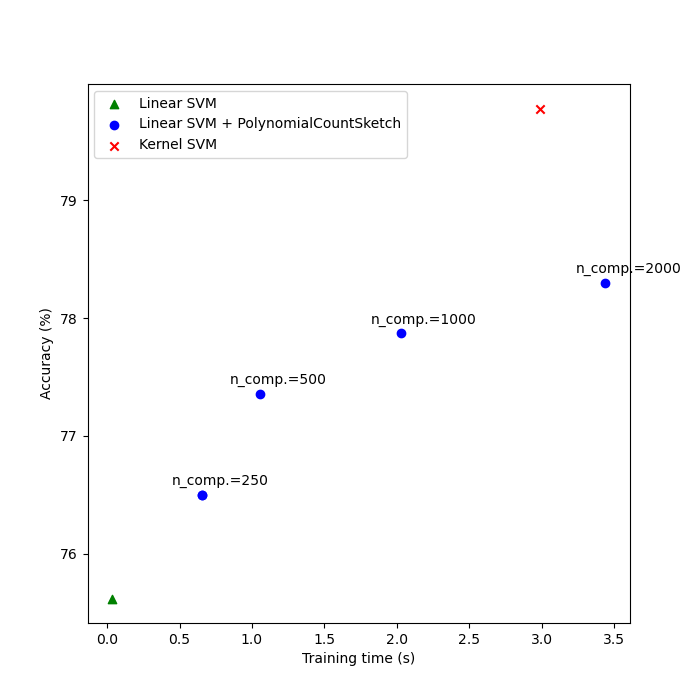 Linear SVM
Linear SVM + PolynomialCountSketch
Kernel SVM
79
n_comp.=2000
78
n_comp.=1000
n_comp.=500
77
n_comp.=250
76
Accuracy (%)
0.0 0.5 1.0 1.5 2.0 2.5 3.0 3.5
Training time (s)